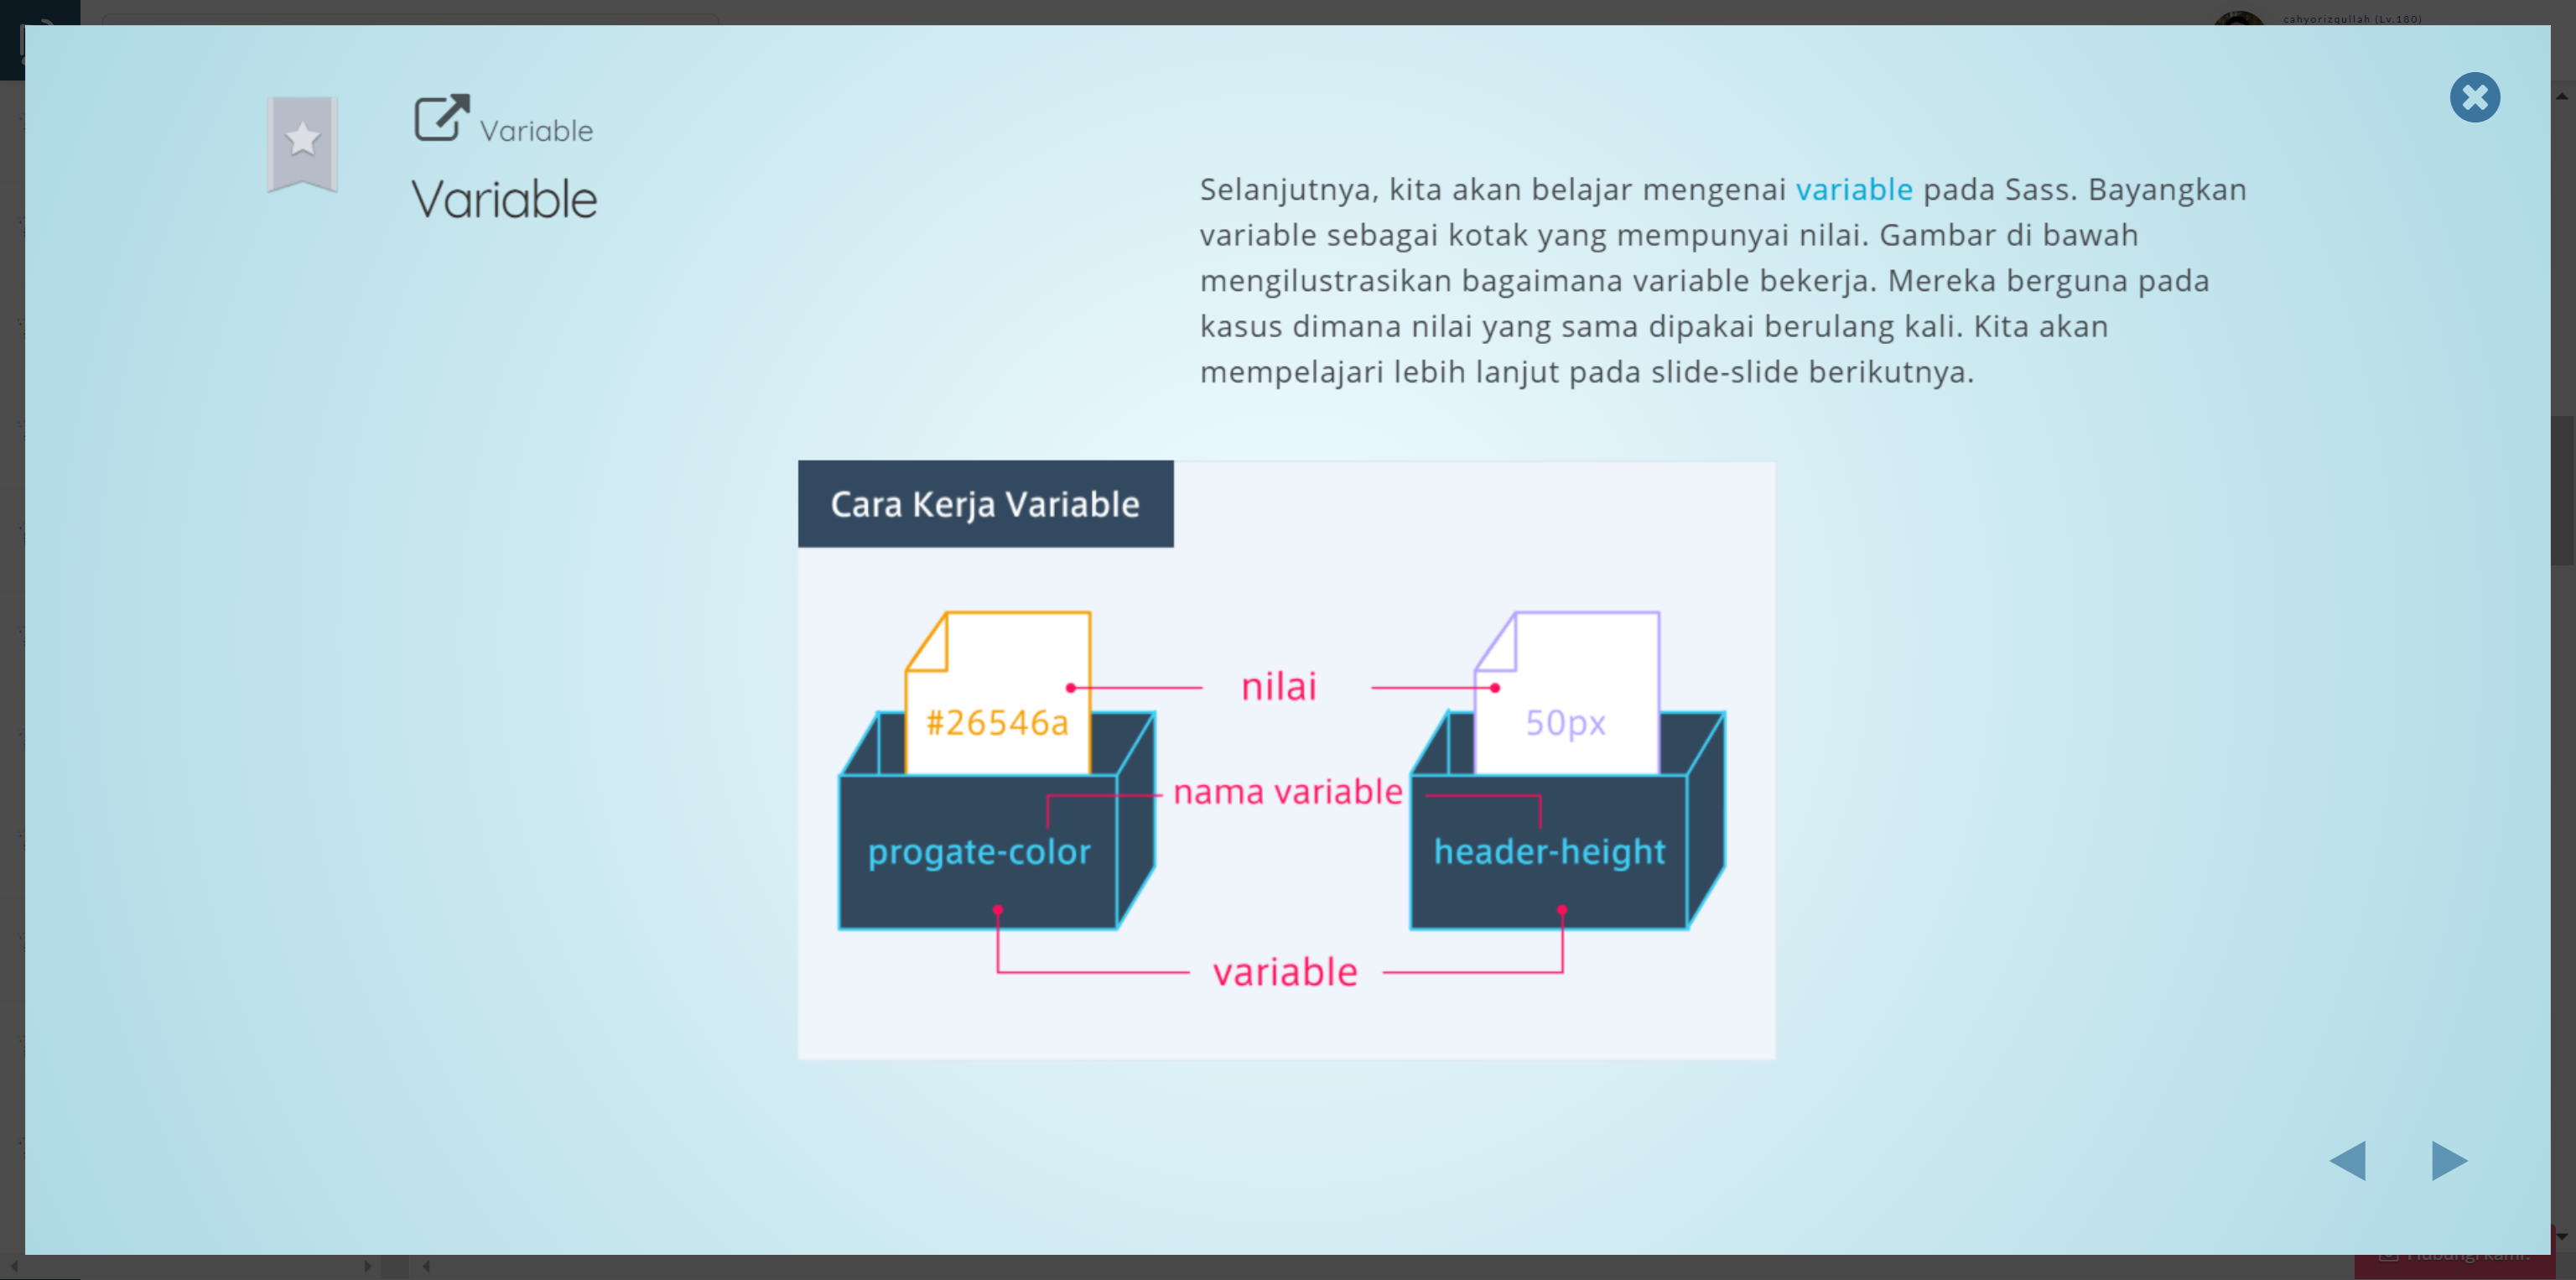 cahyorizqullah (Lv.180)
Variable
Variable
Selanjutnya, kita akan belajar mengenai variable pada Sass. Bayangkan
variable sebagai kotak yang mempunyai nilai. Gambar di bawah
mengilustrasikan bagaimana variable bekerja. Mereka berguna pada
kasus dimana nilai yang sama dipakai berulang kali. Kita akan
mempelajari lebih lanjut pada slide-slide berikutnya.
Cara Kerja Variable
nilai
#26546a
50px
nama variable
progate-color
header-height
variable
Hubungi kami